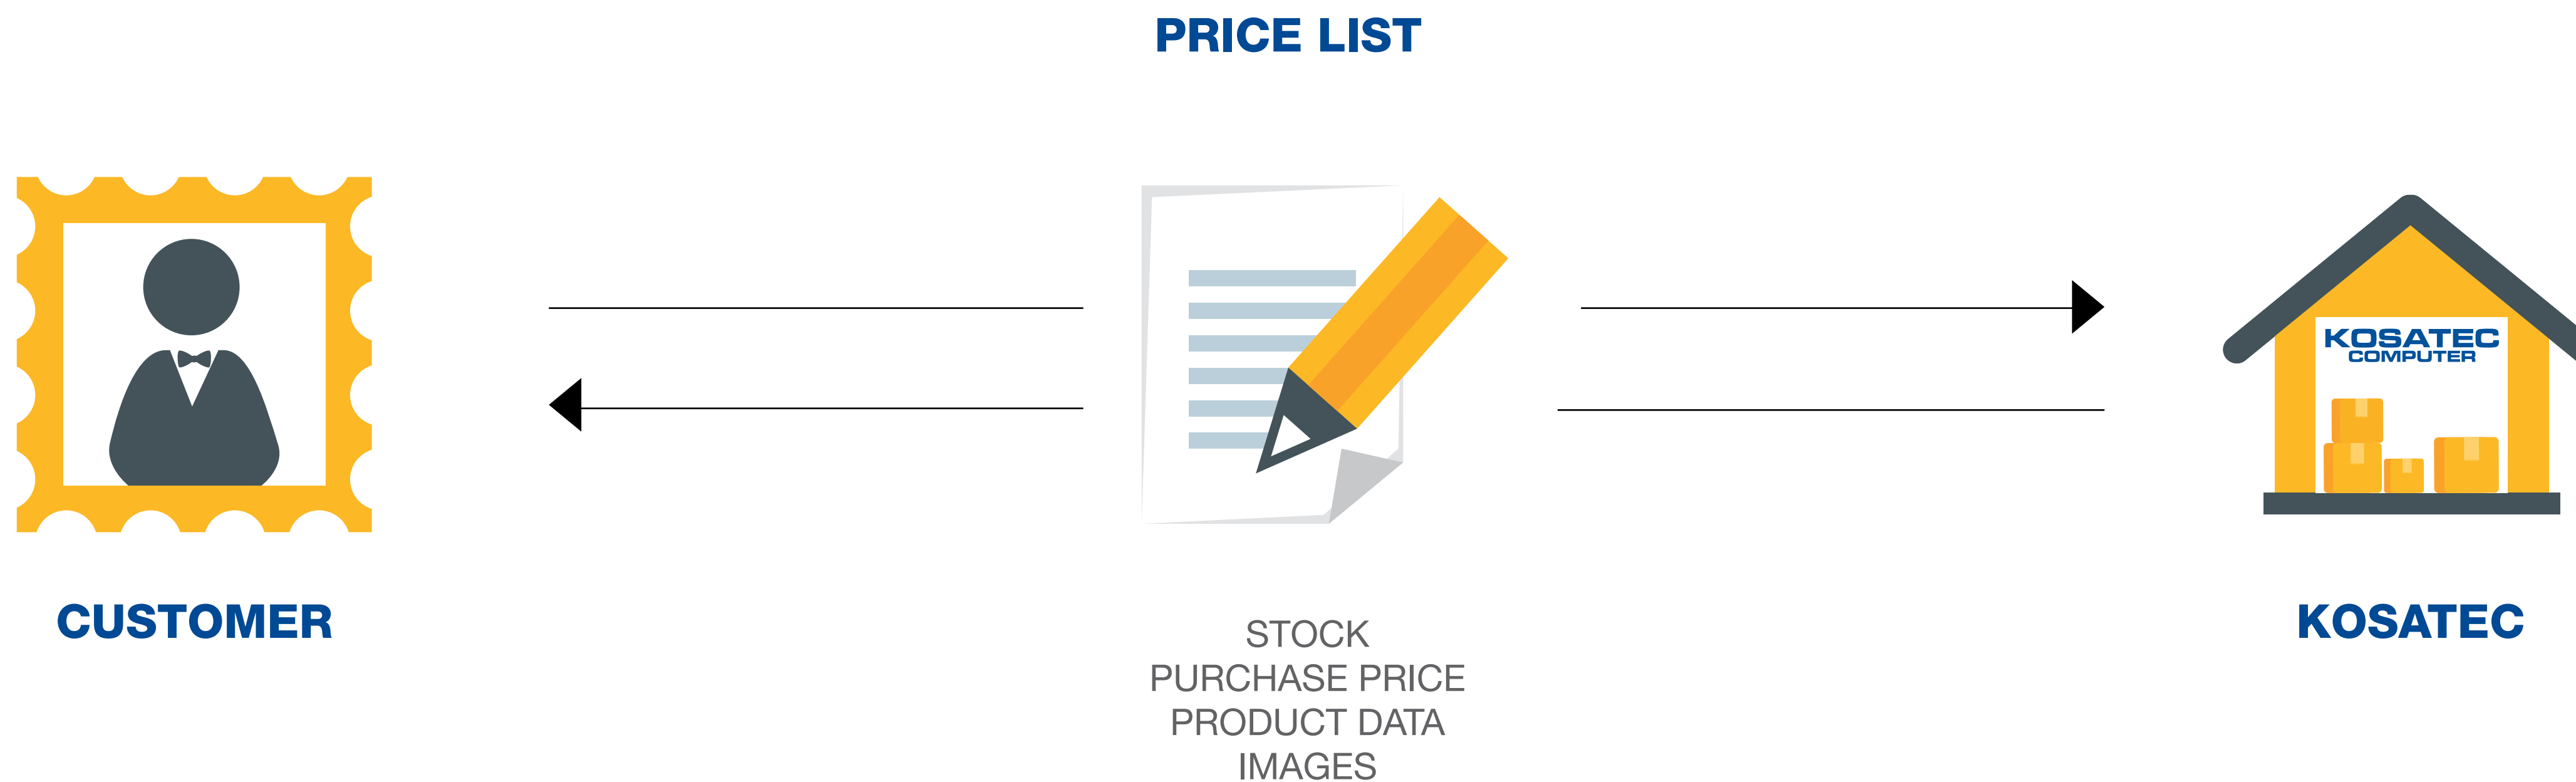 PRICE LIST
KOSATEC
COMPUTER
CUSTOMER
KOSATEC
STOCK
PURCHASE PRICE
PRODUCT DATA
IMAGES